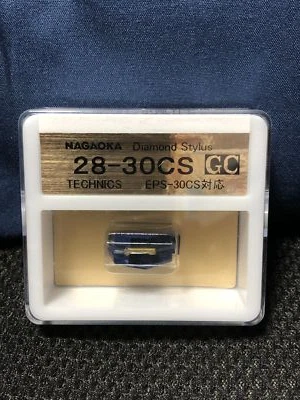 NAGAOKA Diamond Stylus
28-30CS GC
TECHNICS EPS-30CS対応